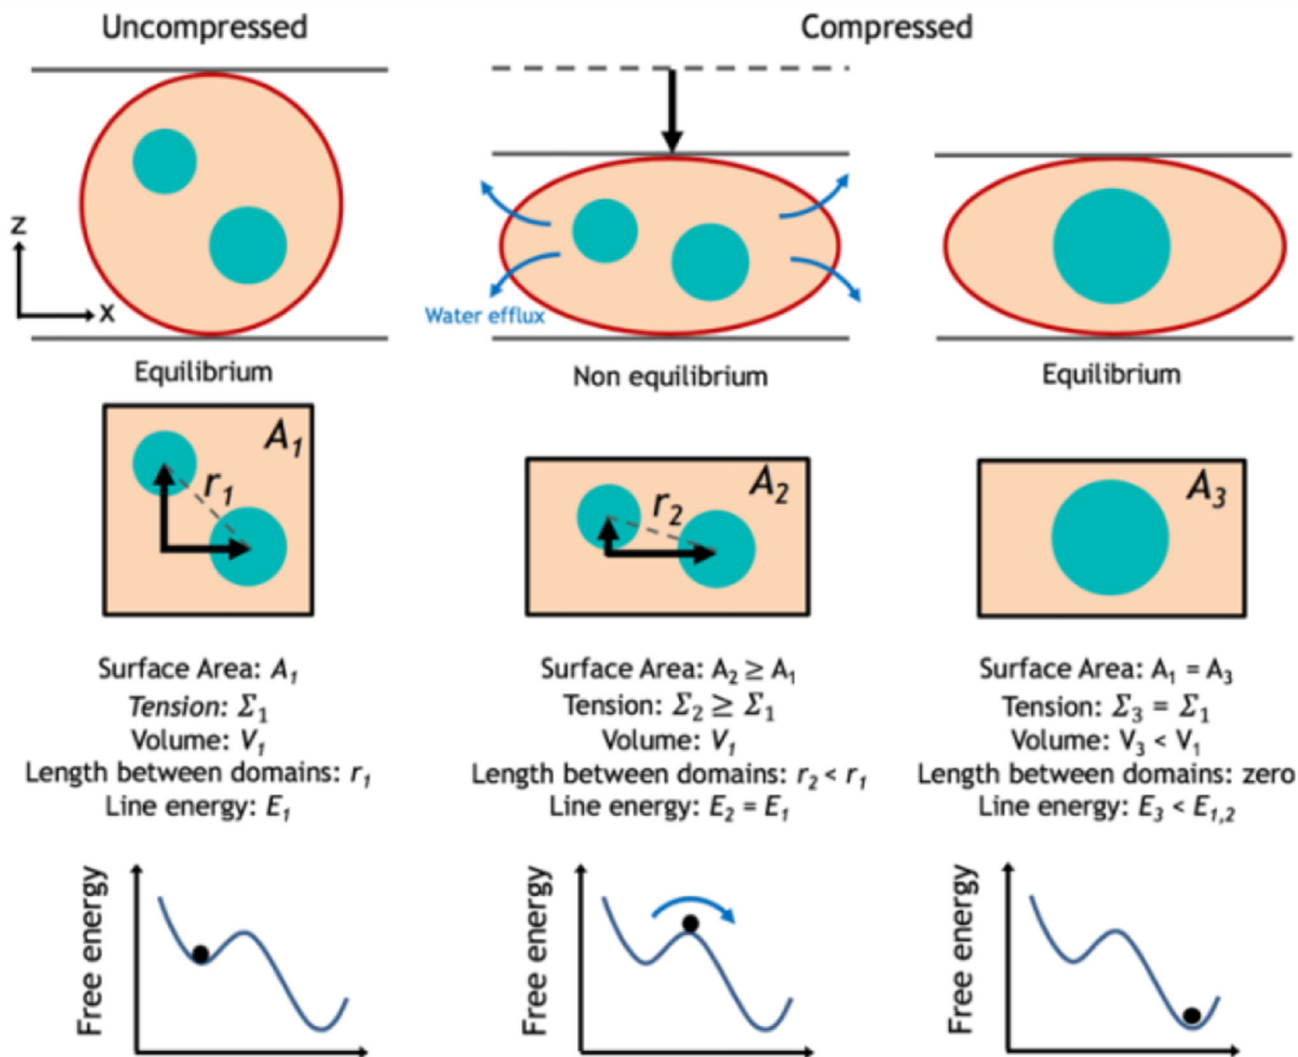 Uncompressed
Compressed
z
x
Water efflux
Equilibrium
Non equilibrium
Equilibrium
A₁
r₁
A₂
r₂
A₃
Surface Area: A₁
Tension: Σ₁
Volume: V₁
Length between domains: r₁
Line energy: E₁
Surface Area: A₂ ≥ A₁
Tension: Σ₂ ≥ Σ₁
Volume: V₁
Length between domains: r₂ < r₁
Line energy: E₂ = E₁
Surface Area: A₁ = A₃
Tension: Σ₃ = Σ₁
Volume: V₃ < V₁
Length between domains: zero
Line energy: E₃ < E₁,₂
Free energy
Free energy
Free energy